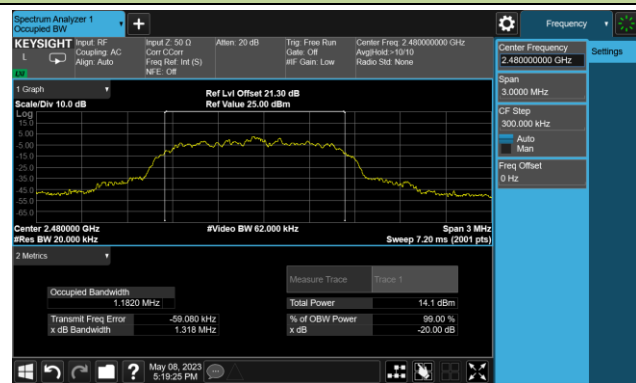 Spectrum Analyzer 1
Occupied BW
Frequency
KEYSIGHT
L
LXI
Input: RF
Coupling: AC
Align: Auto
Input Z: 50 Ω
Corr CCorr
Freq Ref: Int (S)
NFE: Off
Atten: 20 dB
Trig: Free Run
Gate: Off
#IF Gain: Low
Center Freq: 2.480000000 GHz
Avg|Hold:>10/10
Radio Std: None
Center Frequency
2.480000000 GHz
Settings
Span
3.0000 MHz
CF Step
300.000 kHz
Auto
Man
Freq Offset
0 Hz
1 Graph
Scale/Div 10.0 dB
Ref Lvl Offset 21.30 dB
Ref Value 25.00 dBm
Log
15.0
5.00
-5.00
-15.0
-25.0
-35.0
-45.0
-55.0
-65.0
Center 2.480000 GHz
#Res BW 20.000 kHz
#Video BW 62.000 kHz
Span 3 MHz
Sweep 7.20 ms (2001 pts)
2 Metrics
Measure Trace
Trace 1
Occupied Bandwidth
1.1820 MHz
Total Power
14.1 dBm
Transmit Freq Error
-59.080 kHz
% of OBW Power
99.00 %
x dB Bandwidth
1.318 MHz
x dB
-20.00 dB
?
May 08, 2023
5:19:25 PM